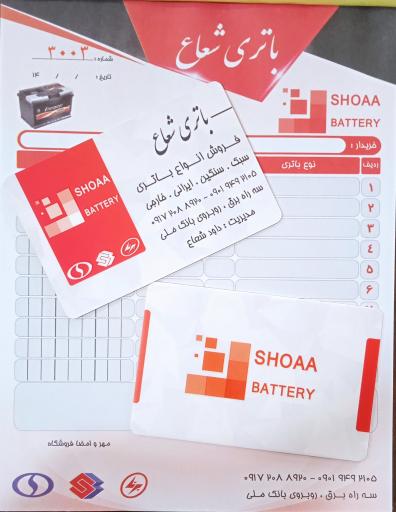 باتری شعاع
شماره: ۳۰۰۳
تاریخ: / / ۱۴
SHOAA
BATTERY
خریدار:
ردیف
نوع باتری
۱
۲
۳
۴
۵
۶
باتری شعاع
فروش انواع باتری
سبک . سنگین . ایرانی . خارجی
۰۹۱۷ ۲۰۸ ۸۹۲۰ - ۰۹۰۱ ۹۴۹ ۲۱۰۵
سه راه برق . روبروی بانک ملی
مدیریت: داود شعاع
SHOAA
BATTERY
SHOAA
BATTERY
مهر و امضا فروشگاه
۰۹۱۷ ۲۰۸ ۸۹۲۰ - ۰۹۰۱ ۹۴۹ ۲۱۰۵
سه راه برق . روبروی بانک ملی